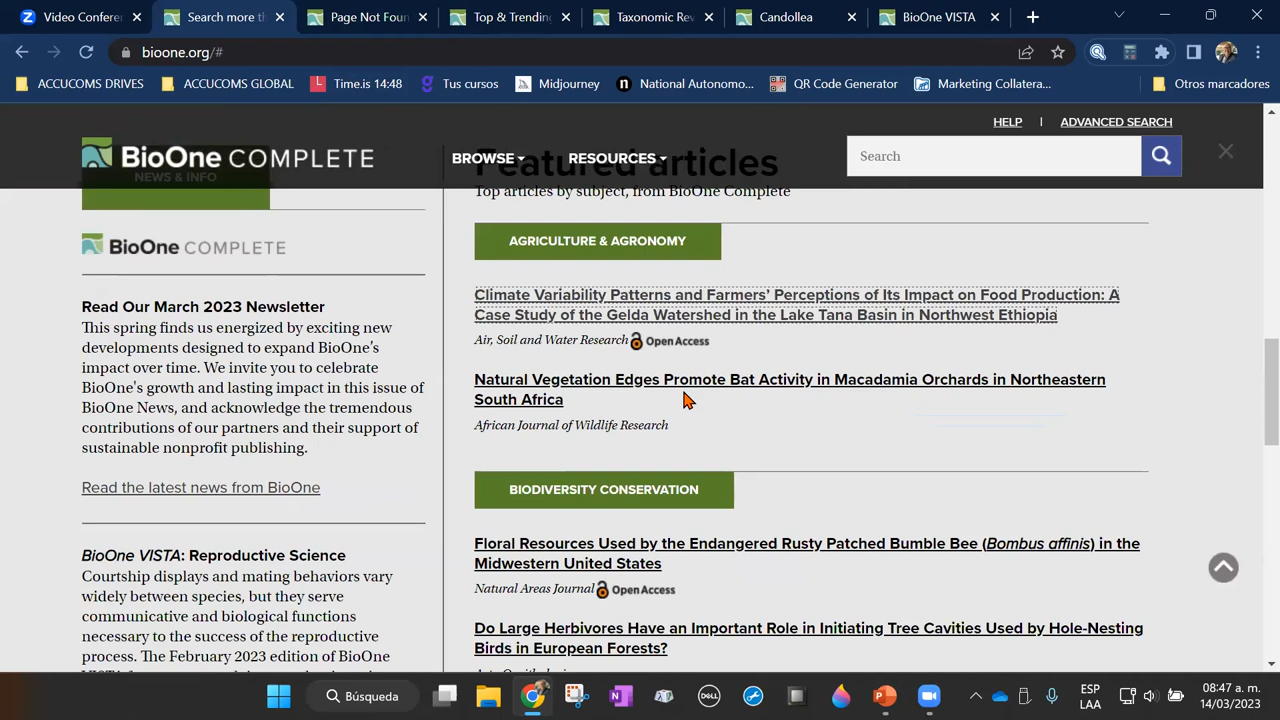 Video Conferen
Search more th
Page Not Foun
Top & Trending
Taxonomic Rev
Candollea
BioOne VISTA
bioone.org/#
ACCUCOMS DRIVES
ACCUCOMS GLOBAL
Time.is 14:48
Tus cursos
Midjourney
National Autonomo...
QR Code Generator
Marketing Collatera...
Otros marcadores
HELP | ADVANCED SEARCH
BioOne COMPLETE
BROWSE
RESOURCES
Search
NEWS & INFO
Featured articles
Top articles by subject, from BioOne Complete
BioOne COMPLETE
Read Our March 2023 Newsletter
This spring finds us energized by exciting new
developments designed to expand BioOne's
impact over time. We invite you to celebrate
BioOne's growth and lasting impact in this issue of
BioOne News, and acknowledge the tremendous
contributions of our partners and their support of
sustainable nonprofit publishing.
Read the latest news from BioOne
BioOne VISTA: Reproductive Science
Courtship displays and mating behaviors vary
widely between species, but they serve
communicative and biological functions
necessary to the success of the reproductive
process. The February 2023 edition of BioOne
AGRICULTURE & AGRONOMY
Climate Variability Patterns and Farmers' Perceptions of Its Impact on Food Production: A
Case Study of the Gelda Watershed in the Lake Tana Basin in Northwest Ethiopia
Air, Soil and Water Research Open Access
Natural Vegetation Edges Promote Bat Activity in Macadamia Orchards in Northeastern
South Africa
African Journal of Wildlife Research
BIODIVERSITY CONSERVATION
Floral Resources Used by the Endangered Rusty Patched Bumble Bee (Bombus affinis) in the
Midwestern United States
Natural Areas Journal Open Access
Do Large Herbivores Have an Important Role in Initiating Tree Cavities Used by Hole-Nesting
Birds in European Forests?
Búsqueda
ESP
LAA
08:47 a. m.
14/03/2023